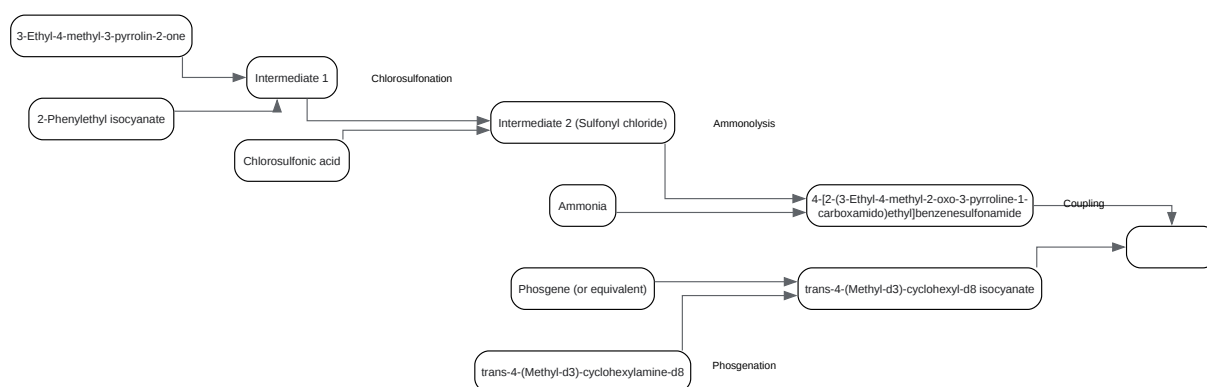 3-Ethyl-4-methyl-3-pyrrolin-2-one
Intermediate 1
Chlorosulfonation
2-Phenylethyl isocyanate
Intermediate 2 (Sulfonyl chloride)
Ammonolysis
Chlorosulfonic acid
Ammonia
4-[2-(3-Ethyl-4-methyl-2-oxo-3-pyrroline-1-
carboxamido)ethyl]benzenesulfonamide
Coupling
Phosgene (or equivalent)
trans-4-(Methyl-d3)-cyclohexyl-d8 isocyanate
trans-4-(Methyl-d3)-cyclohexylamine-d8
Phosgenation